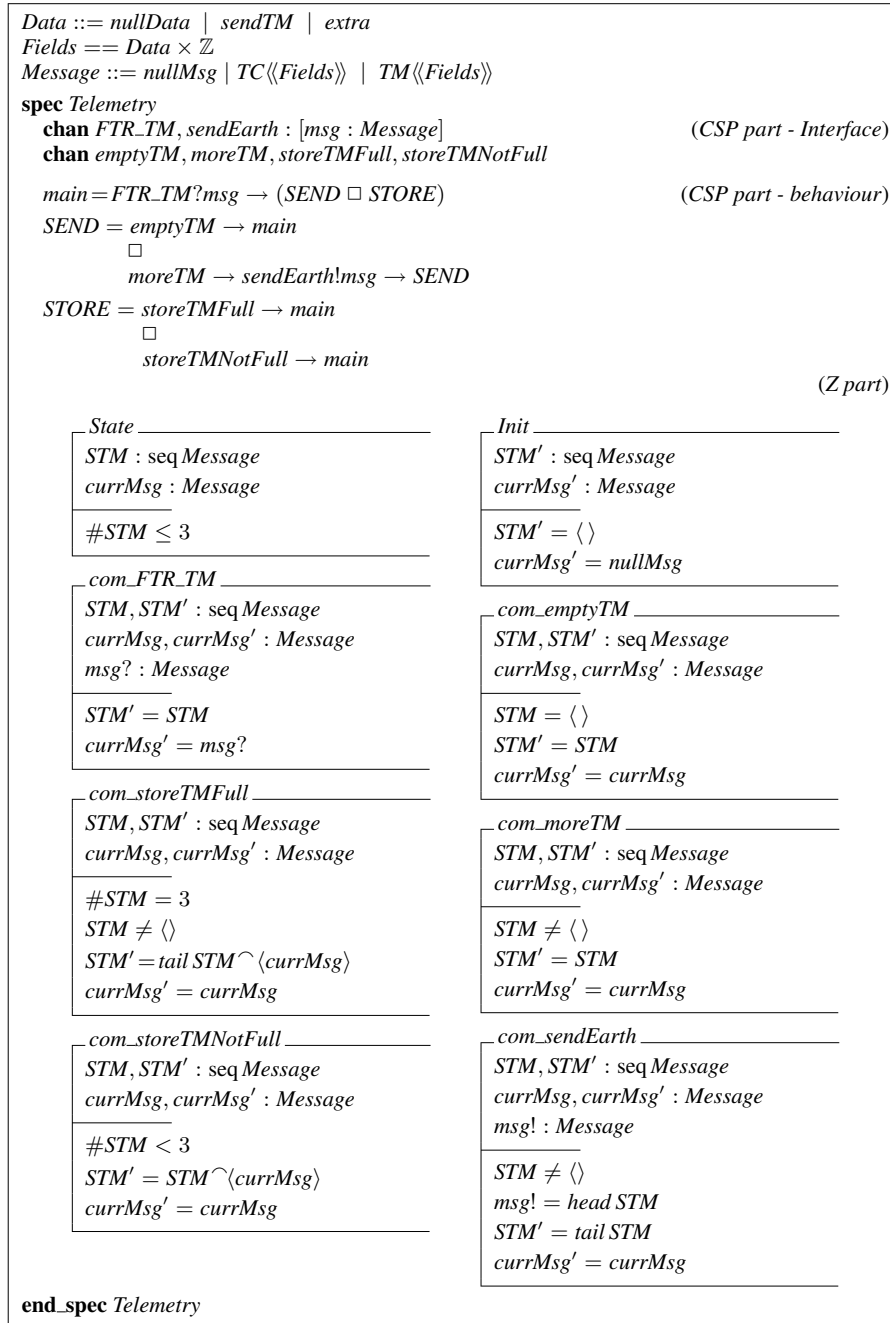 Data ::= nullData | sendTM | extra
Fields == Data × ℤ
Message ::= nullMsg | TC⟪Fields⟫ | TM⟪Fields⟫
spec Telemetry
chan FTR_TM, sendEarth : [msg : Message] (CSP part - Interface)
chan emptyTM, moreTM, storeTMFull, storeTMNotFull
main = FTR_TM?msg → (SEND □ STORE) (CSP part - behaviour)
SEND = emptyTM → main
□
moreTM → sendEarth!msg → SEND
STORE = storeTMFull → main
□
storeTMNotFull → main
(Z part)
State
STM : seq Message
currMsg : Message
#STM ≤ 3
Init
STM′ : seq Message
currMsg′ : Message
STM′ = ⟨ ⟩
currMsg′ = nullMsg
com_FTR_TM
STM, STM′ : seq Message
currMsg, currMsg′ : Message
msg? : Message
STM′ = STM
currMsg′ = msg?
com_emptyTM
STM, STM′ : seq Message
currMsg, currMsg′ : Message
STM = ⟨ ⟩
STM′ = STM
currMsg′ = currMsg
com_storeTMFull
STM, STM′ : seq Message
currMsg, currMsg′ : Message
#STM = 3
STM ≠ ⟨⟩
STM′ = tail STM⌢⟨currMsg⟩
currMsg′ = currMsg
com_moreTM
STM, STM′ : seq Message
currMsg, currMsg′ : Message
STM ≠ ⟨ ⟩
STM′ = STM
currMsg′ = currMsg
com_storeTMNotFull
STM, STM′ : seq Message
currMsg, currMsg′ : Message
#STM < 3
STM′ = STM⌢⟨currMsg⟩
currMsg′ = currMsg
com_sendEarth
STM, STM′ : seq Message
currMsg, currMsg′ : Message
msg! : Message
STM ≠ ⟨⟩
msg! = head STM
STM′ = tail STM
currMsg′ = currMsg
end_spec Telemetry